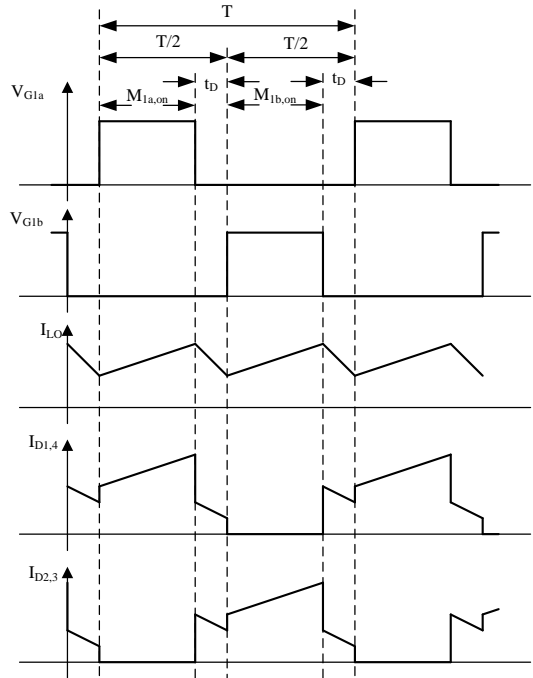 T
T/2 T/2
t_D t_D
V_G1a
M_1a,on M_1b,on
V_G1b
I_LO
I_D1,4
I_D2,3